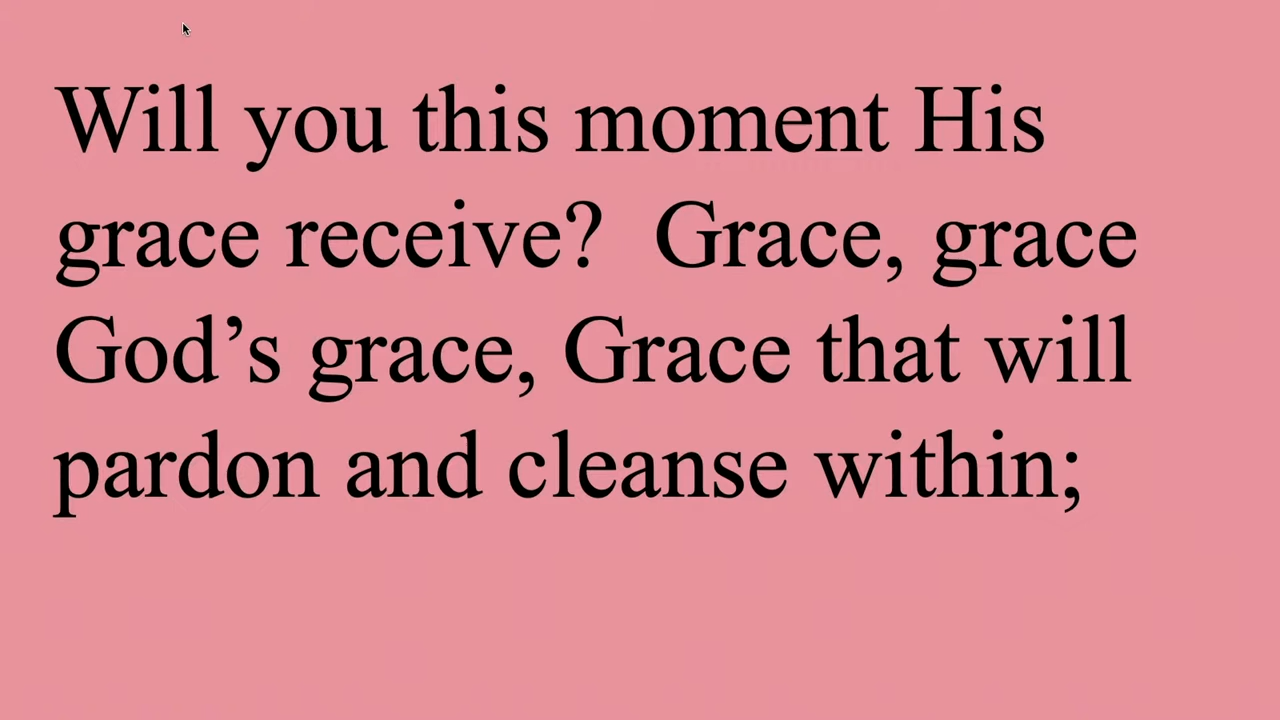 Will you this moment His
grace receive?  Grace, grace
God’s grace, Grace that will
pardon and cleanse within;